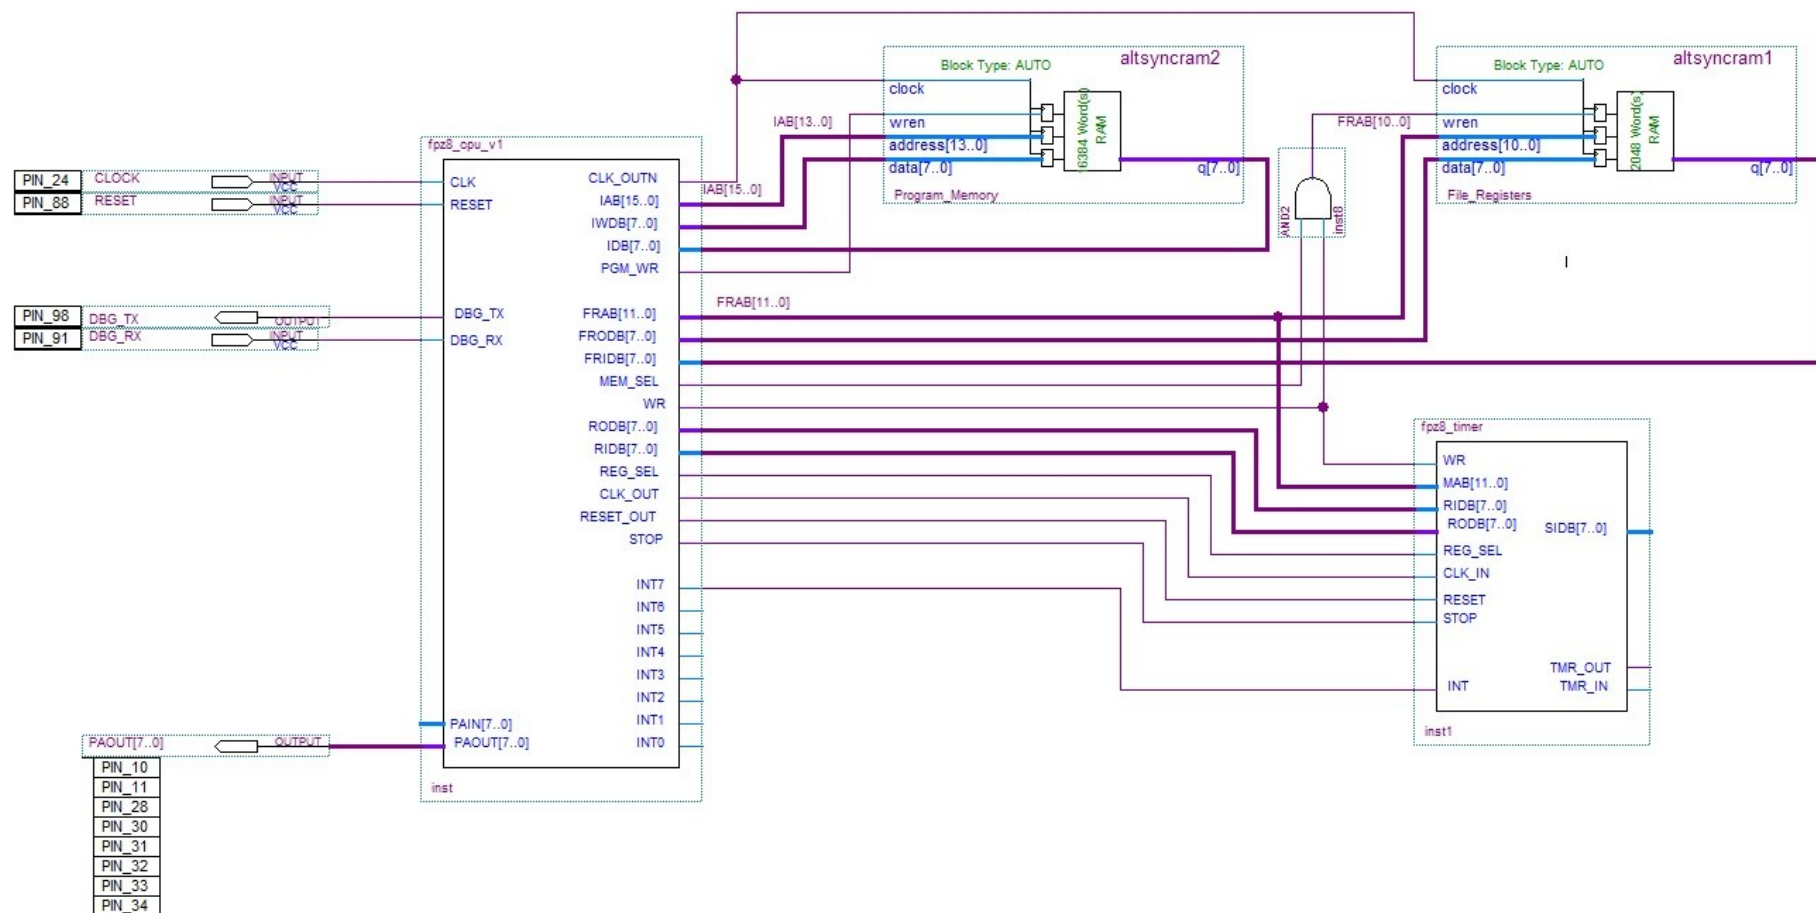 altsyncram2
Block Type: AUTO
clock
wren
address[13..0]
data[7..0]
16384 Word(s)
RAM
q[7..0]
Program_Memory
IAB[13..0]
altsyncram1
Block Type: AUTO
clock
wren
address[10..0]
data[7..0]
2048 Word(s)
RAM
q[7..0]
File_Registers
FRAB[10..0]
AND2
inst8
PIN_24
CLOCK
INPUT
VCC
PIN_88
RESET
INPUT
VCC
PIN_98
DBG_TX
OUTPUT
PIN_91
DBG_RX
INPUT
VCC
fpz8_cpu_v1
CLK
RESET
DBG_TX
DBG_RX
PAIN[7..0]
PAOUT[7..0]
CLK_OUTN
IAB[15..0]
IWDB[7..0]
IDB[7..0]
PGM_WR
FRAB[11..0]
FRODB[7..0]
FRIDB[7..0]
MEM_SEL
WR
RODB[7..0]
RIDB[7..0]
REG_SEL
CLK_OUT
RESET_OUT
STOP
INT7
INT6
INT5
INT4
INT3
INT2
INT1
INT0
inst
IAB[15..0]
FRAB[11..0]
fpz8_timer
WR
MAB[11..0]
RIDB[7..0]
RODB[7..0]
REG_SEL
CLK_IN
RESET
STOP
INT
SIDB[7..0]
TMR_OUT
TMR_IN
inst1
PAOUT[7..0]
OUTPUT
PIN_10
PIN_11
PIN_28
PIN_30
PIN_31
PIN_32
PIN_33
PIN_34